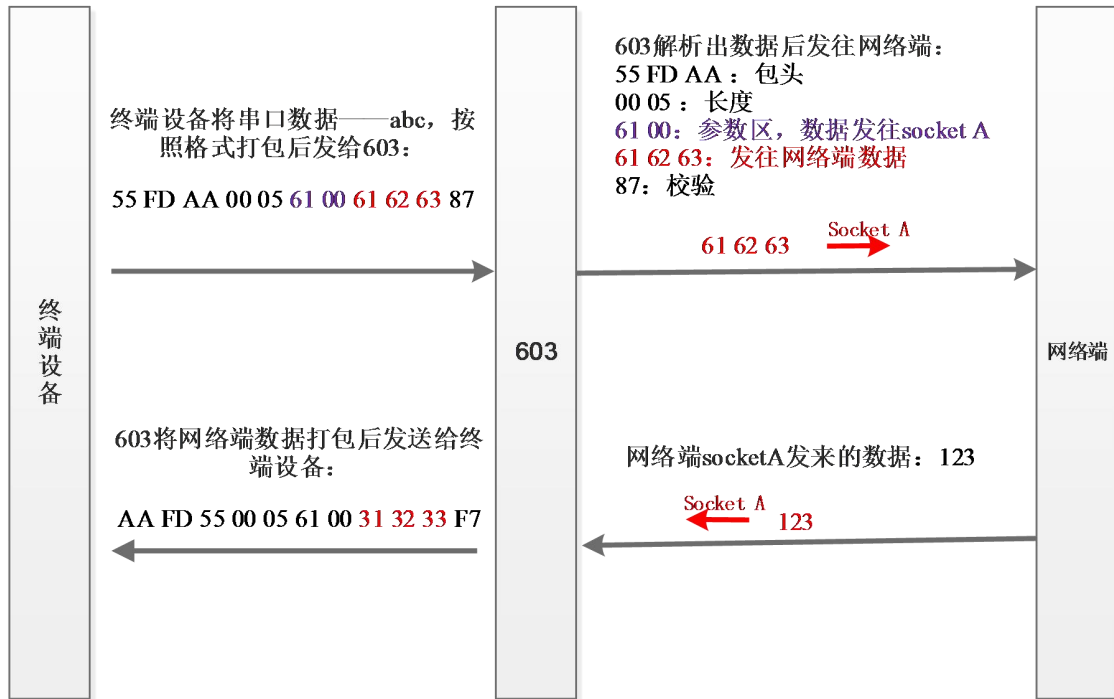 终端设备
终端设备将串口数据——abc，按
照格式打包后发给603：
55 FD AA 00 05 61 00 61 62 63 87
603
603解析出数据后发往网络端：
55 FD AA：包头
00 05：长度
61 00：参数区，数据发往socket A
61 62 63：发往网络端数据
87：校验
61 62 63
Socket A
网络端
603将网络端数据打包后发送给终
端设备：
AA FD 55 00 05 61 00 31 32 33 F7
网络端socketA发来的数据：123
Socket A
123